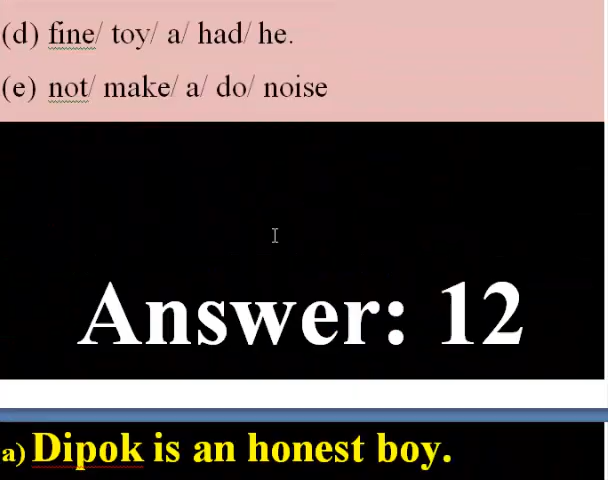 (d) fine/ toy/ a/ had/ he.
(e) not/ make/ a/ do/ noise
Answer: 12
a) Dipok is an honest boy.